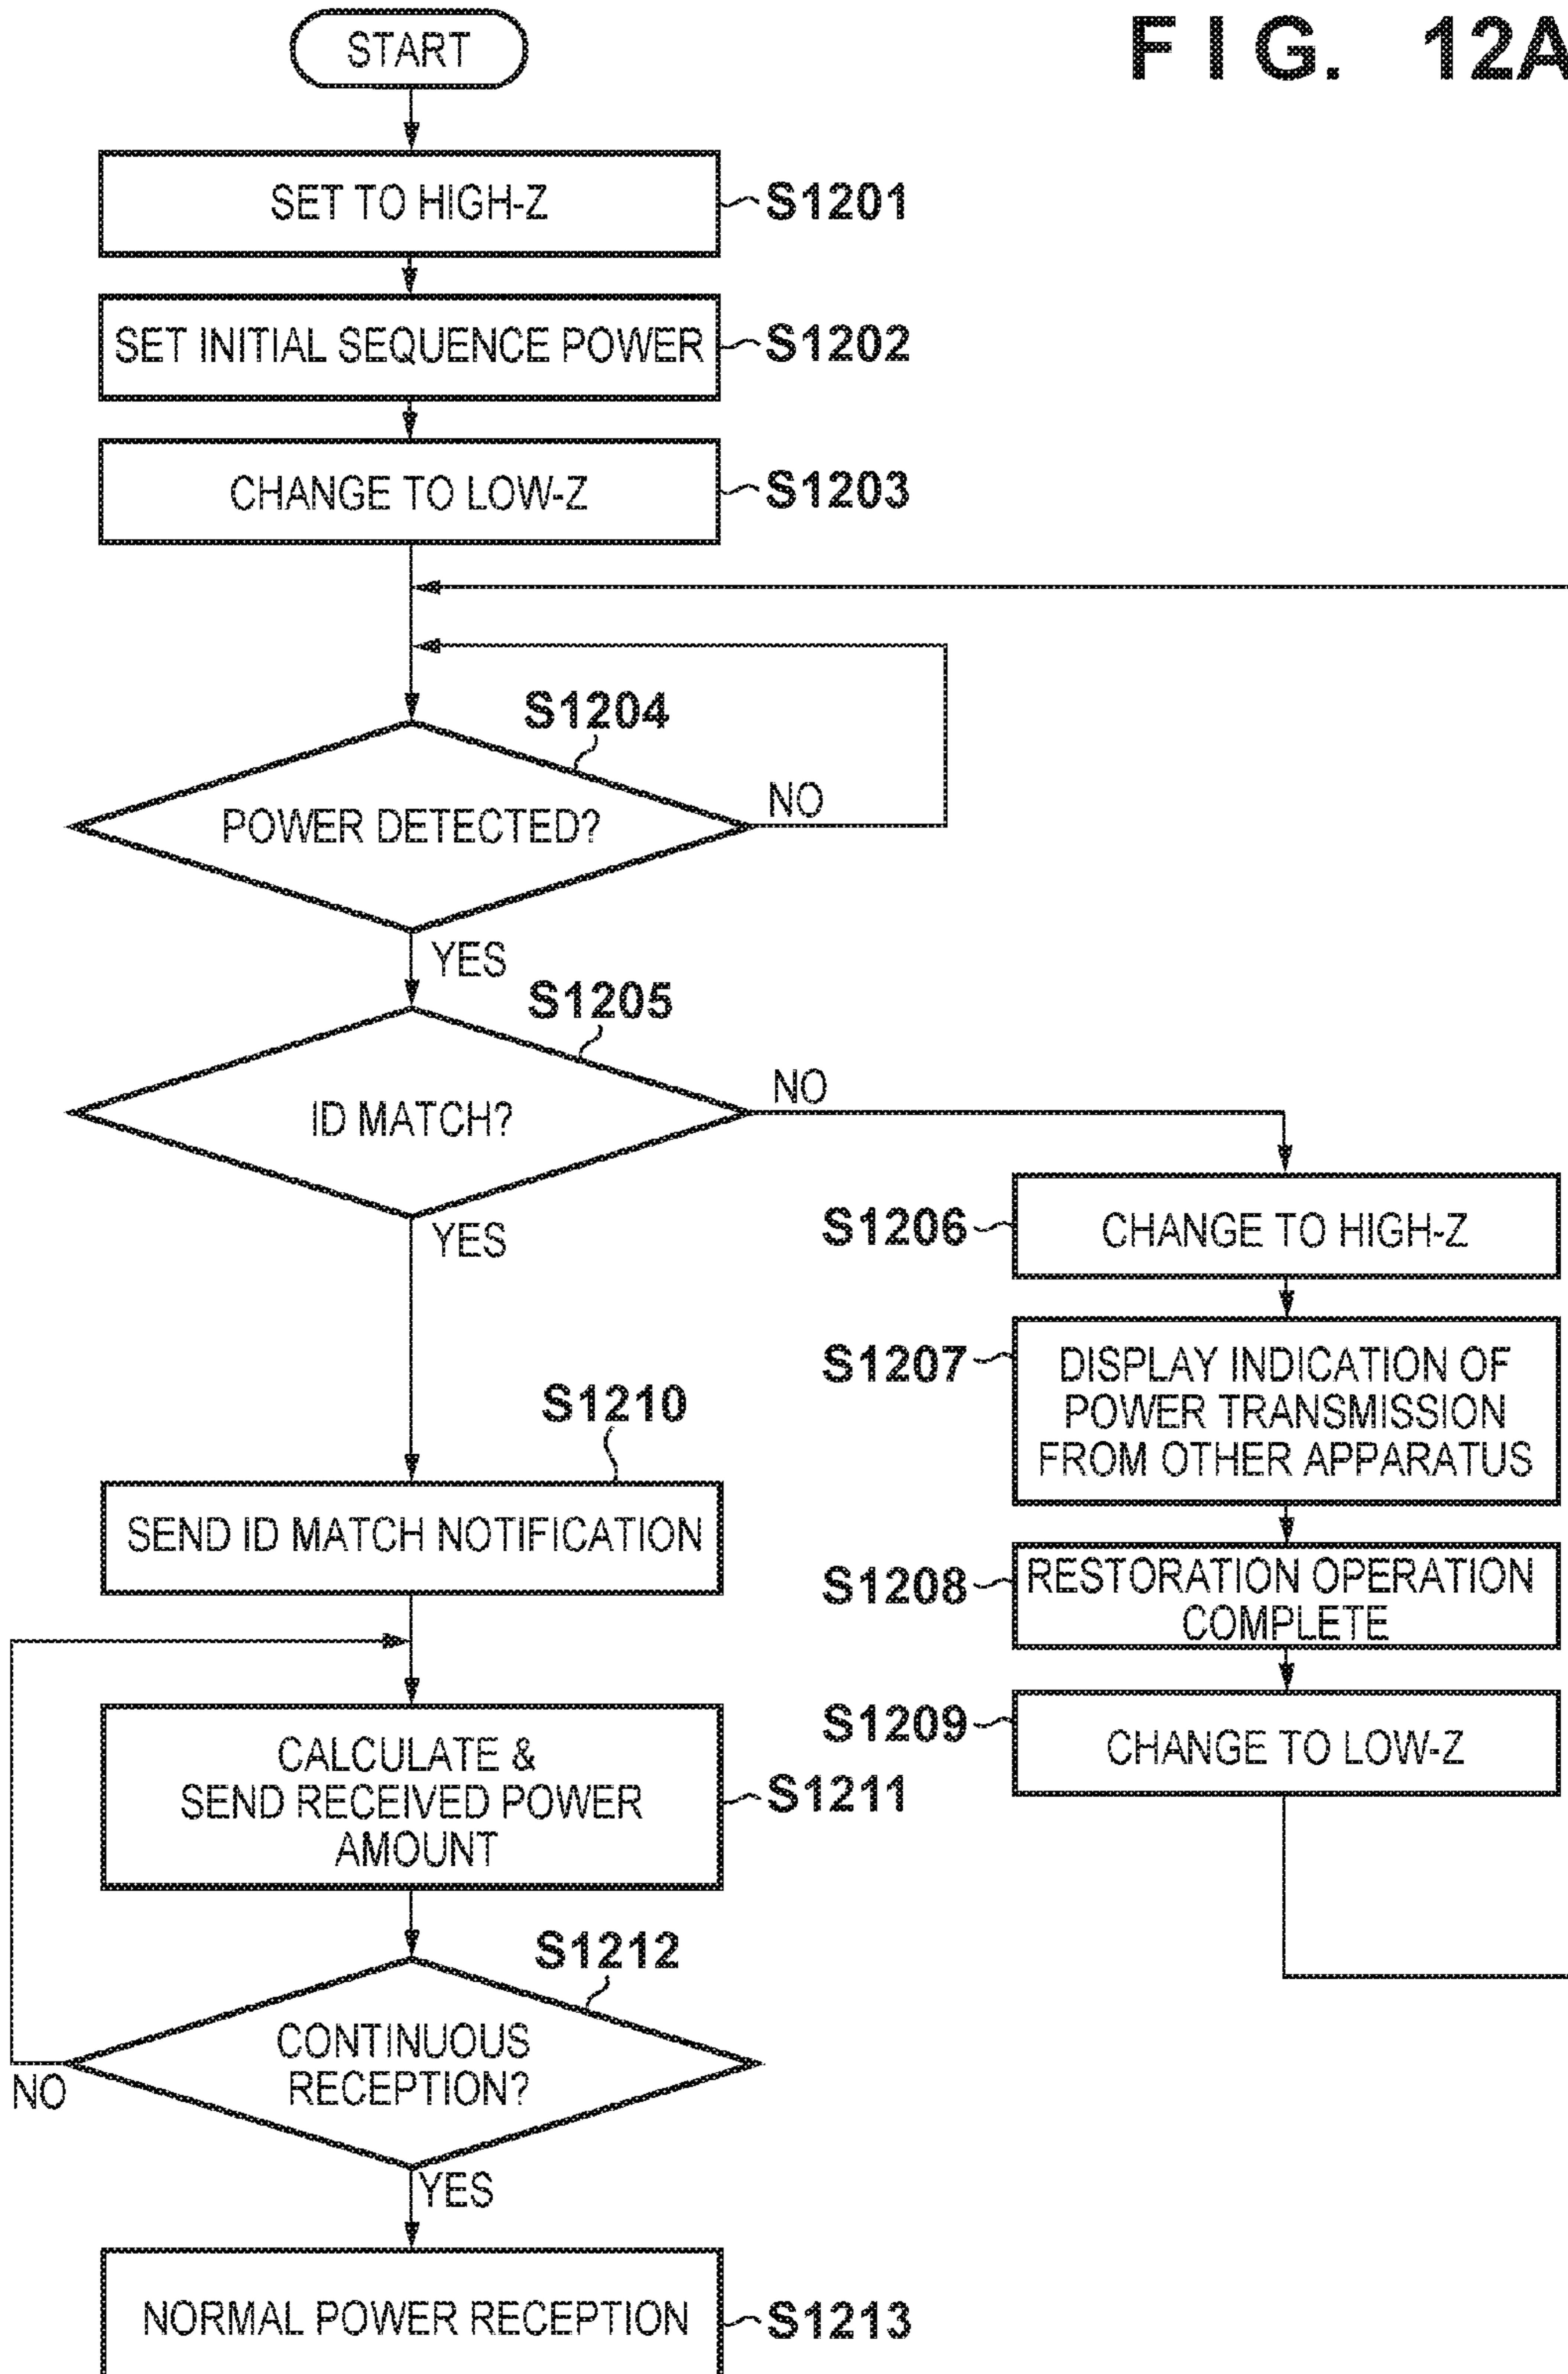 FIG. 12A
START
SET TO HIGH-Z
S1201
SET INITIAL SEQUENCE POWER
S1202
CHANGE TO LOW-Z
S1203
S1204
POWER DETECTED?
NO
YES
S1205
ID MATCH?
NO
YES
S1206
CHANGE TO HIGH-Z
S1207
DISPLAY INDICATION OF
POWER TRANSMISSION
FROM OTHER APPARATUS
S1208
RESTORATION OPERATION
COMPLETE
S1209
CHANGE TO LOW-Z
S1210
SEND ID MATCH NOTIFICATION
CALCULATE &
SEND RECEIVED POWER
AMOUNT
S1211
S1212
CONTINUOUS
RECEPTION?
NO
YES
NORMAL POWER RECEPTION
S1213